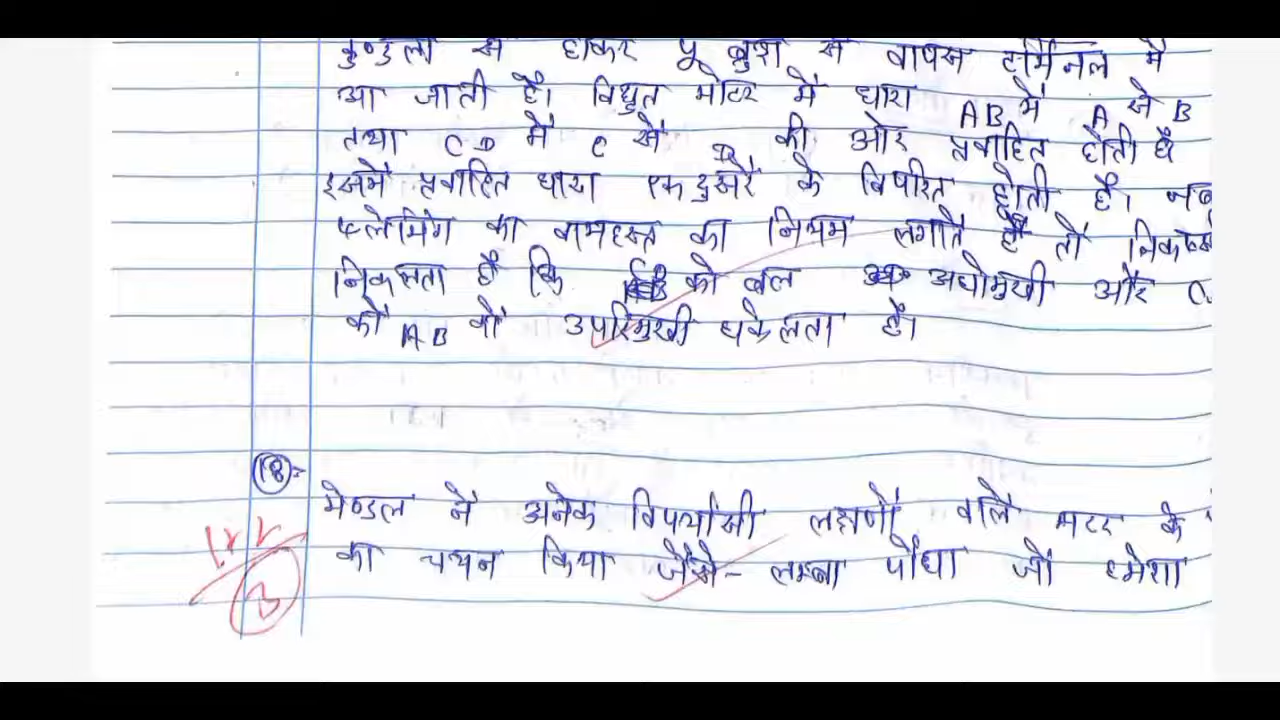 कुण्डली से होकर Y ब्रुश से वापस टर्मिनल में
आ जाती है। विद्युत मोटर में धारा AB में A से B
तथा CD में C से D की ओर प्रवाहित होती है
इसमें प्रवाहित धारा एक दुसरे के विपरित होती है। जब
फ्लेमिंग का वामहस्त का नियम लगाते हैं तो
निकलता है कि को बल अधोमुखी और
को AB को उपरिमुखी धकेलता है।
18:-
मेण्डल ने अनेक विपर्यासी लक्षणों वाले मटर के
का चयन किया जैसे- लम्बा पौधा जो हमेशा
3